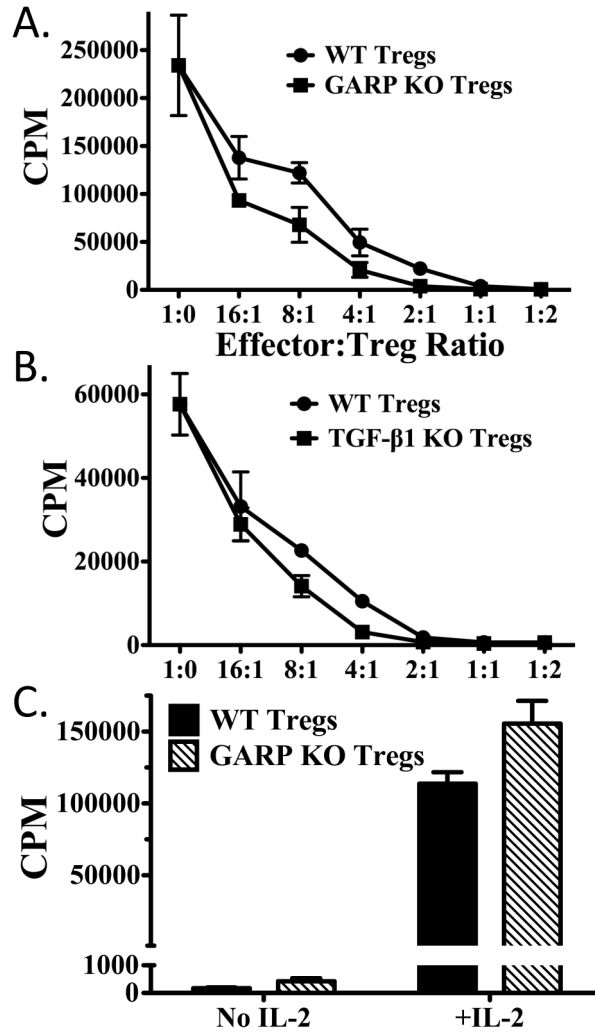 A.
250000
200000
150000
100000
50000
0
CPM
WT Tregs
GARP KO Tregs
1:0 16:1 8:1 4:1 2:1 1:1 1:2
Effector:Treg Ratio
B.
60000
40000
20000
0
CPM
WT Tregs
TGF-β1 KO Tregs
1:0 16:1 8:1 4:1 2:1 1:1 1:2
C.
150000
100000
50000
1000
0
CPM
WT Tregs
GARP KO Tregs
No IL-2 +IL-2